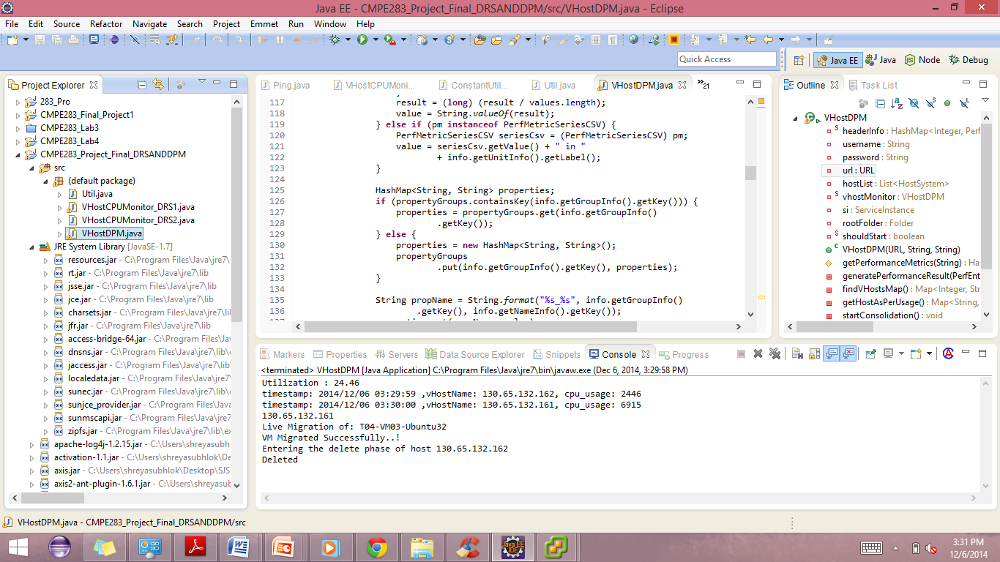 Java EE - CMPE283_Project_Final_DRSANDDPM/src/VHostDPM.java - Eclipse
File Edit Source Refactor Navigate Search Project Emmet Run Window Help
Quick Access
Java EE
Java
Node
Debug
Project Explorer
283_Pro
CMPE283_Final_Project1
CMPE283_Lab3
CMPE283_Lab4
CMPE283_Project_Final_DRSANDDPM
src
(default package)
Util.java
VHostCPUMonitor_DRS1.java
VHostCPUMonitor_DRS2.java
VHostDPM.java
JRE System Library [JavaSE-1.7]
resources.jar - C:\Program Files\Java\jre7\
rt.jar - C:\Program Files\Java\jre7\lib
jsse.jar - C:\Program Files\Java\jre7\lib
jce.jar - C:\Program Files\Java\jre7\lib
charsets.jar - C:\Program Files\Java\jre7\li
jfr.jar - C:\Program Files\Java\jre7\lib
access-bridge-64.jar - C:\Program Files\Ja
dnsns.jar - C:\Program Files\Java\jre7\lib\
jaccess.jar - C:\Program Files\Java\jre7\lib
localedata.jar - C:\Program Files\Java\jre7
sunec.jar - C:\Program Files\Java\jre7\lib\
sunjce_provider.jar - C:\Program Files\Jav
sunmscapi.jar - C:\Program Files\Java\jre
zipfs.jar - C:\Program Files\Java\jre7\lib\ex
apache-log4j-1.2.15.jar - C:\Users\shreyasubh
activation-1.1.jar - C:\Users\shreyasubhlok\De
axis.jar - C:\Users\shreyasubhlok\Desktop\SJS
axis2-ant-plugin-1.6.1.jar - C:\Users\shreyasu
Ping.java
VHostCPUMoni...
ConstantUtil...
Util.java
VHostDPM.java
21
117 result = (long) (result / values.length);
118 value = String.valueOf(result);
119 } else if (pm instanceof PerfMetricSeriesCSV) {
120 PerfMetricSeriesCSV seriesCsv = (PerfMetricSeriesCSV) pm;
121 value = seriesCsv.getValue() + " in "
122 + info.getUnitInfo().getLabel();
123 }
124
125 HashMap<String, String> properties;
126 if (propertyGroups.containsKey(info.getGroupInfo().getKey())) {
127 properties = propertyGroups.get(info.getGroupInfo()
128 .getKey());
129 } else {
130 properties = new HashMap<String, String>();
131 propertyGroups
132 .put(info.getGroupInfo().getKey(), properties);
133 }
134
135 String propName = String.format("%s_%s", info.getGroupInfo()
136 .getKey(), info.getNameInfo().getKey());
Outline
Task List
VHostDPM
headerInfo : HashMap<Integer, Perf
username : String
password : String
url : URL
hostList : List<HostSystem>
vhostMonitor : VHostDPM
si : ServiceInstance
rootFolder : Folder
shouldStart : boolean
VHostDPM(URL, String, String)
getPerformanceMetrics(String) : Ha
generatePerformanceResult(PerfEnt
findVHostsMap() : Map<Integer, St
getHostAsPerUsage() : Map<String,
startConsolidation() : void
Markers
Properties
Servers
Data Source Explorer
Snippets
Console
Progress
<terminated> VHostDPM [Java Application] C:\Program Files\Java\jre7\bin\javaw.exe (Dec 6, 2014, 3:29:58 PM)
Utilization : 24.46
timestamp: 2014/12/06 03:29:59 ,vHostName: 130.65.132.162, cpu_usage: 2446
timestamp: 2014/12/06 03:30:00 ,vHostName: 130.65.132.161, cpu_usage: 6915
130.65.132.161
Live Migration of: T04-VM03-Ubuntu32
VM Migrated Successfully..!
Entering the delete phase of host 130.65.132.162
Deleted
VHostDPM.java - CMPE283_Project_Final_DRSANDDPM/src
Java EE
IDE
3:31 PM
12/6/2014